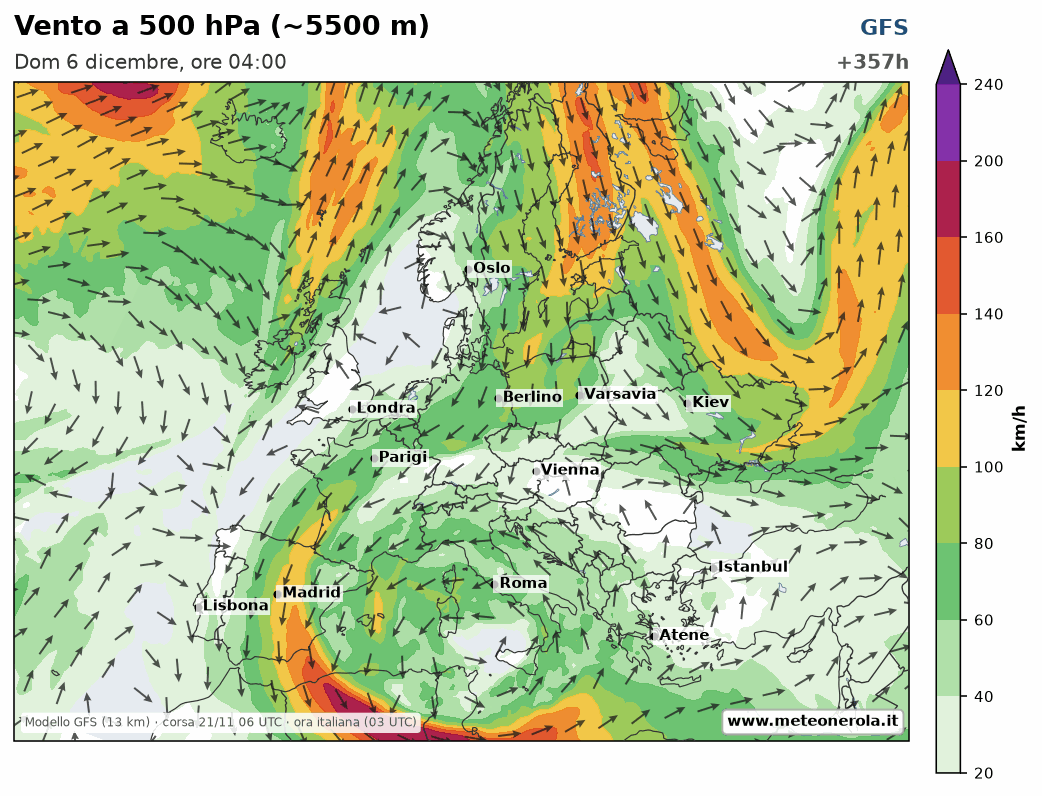 Vento a 500 hPa (~5500 m)
GFS
Dom 6 dicembre, ore 04:00
+357h
240
200
160
140
120
100
80
60
40
20
km/h
Oslo
Londra
Berlino
Varsavia
Kiev
Parigi
Vienna
Istanbul
Madrid
Roma
Lisbona
Atene
Modello GFS (13 km) · corsa 21/11 06 UTC · ora italiana (03 UTC)
www.meteonerola.it